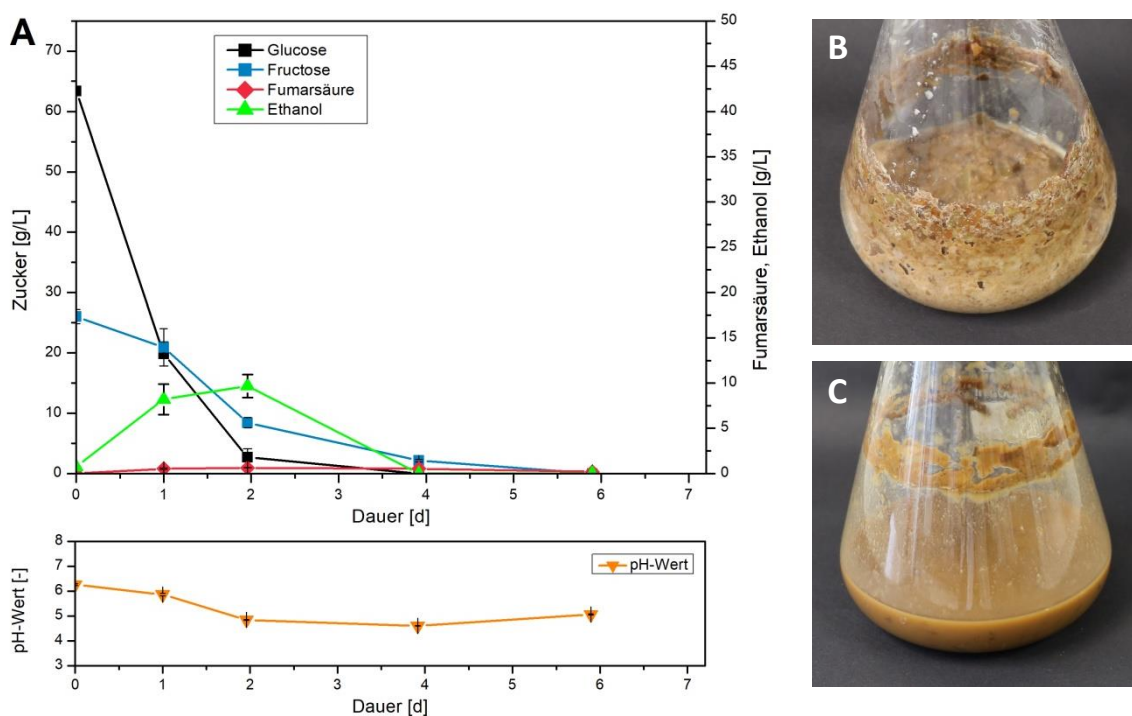 A
Glucose
Fructose
Fumarsäure
Ethanol
Zucker [g/L]
70
60
50
40
30
20
10
0
Fumarsäure, Ethanol [g/L]
50
45
40
35
30
25
20
15
10
5
0
0 1 2 3 4 5 6 7
Dauer [d]
pH-Wert [-]
8
7
6
5
4
3
pH-Wert
0 1 2 3 4 5 6 7
Dauer [d]
B
C